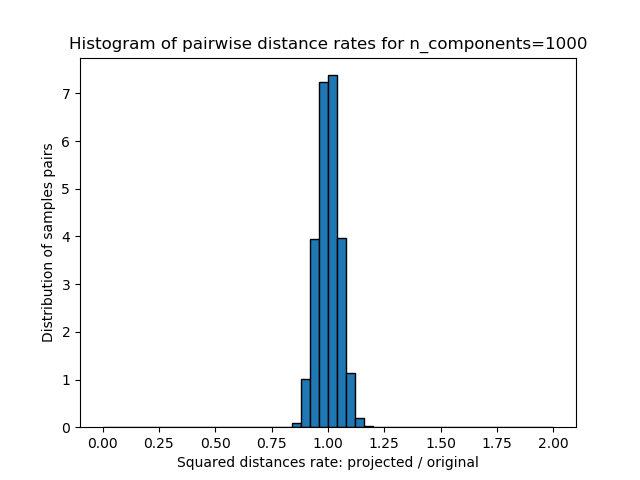 Histogram of pairwise distance rates for n_components=1000
7
6
5
4
3
2
1
0
Distribution of samples pairs
0.00 0.25 0.50 0.75 1.00 1.25 1.50 1.75 2.00
Squared distances rate: projected / original